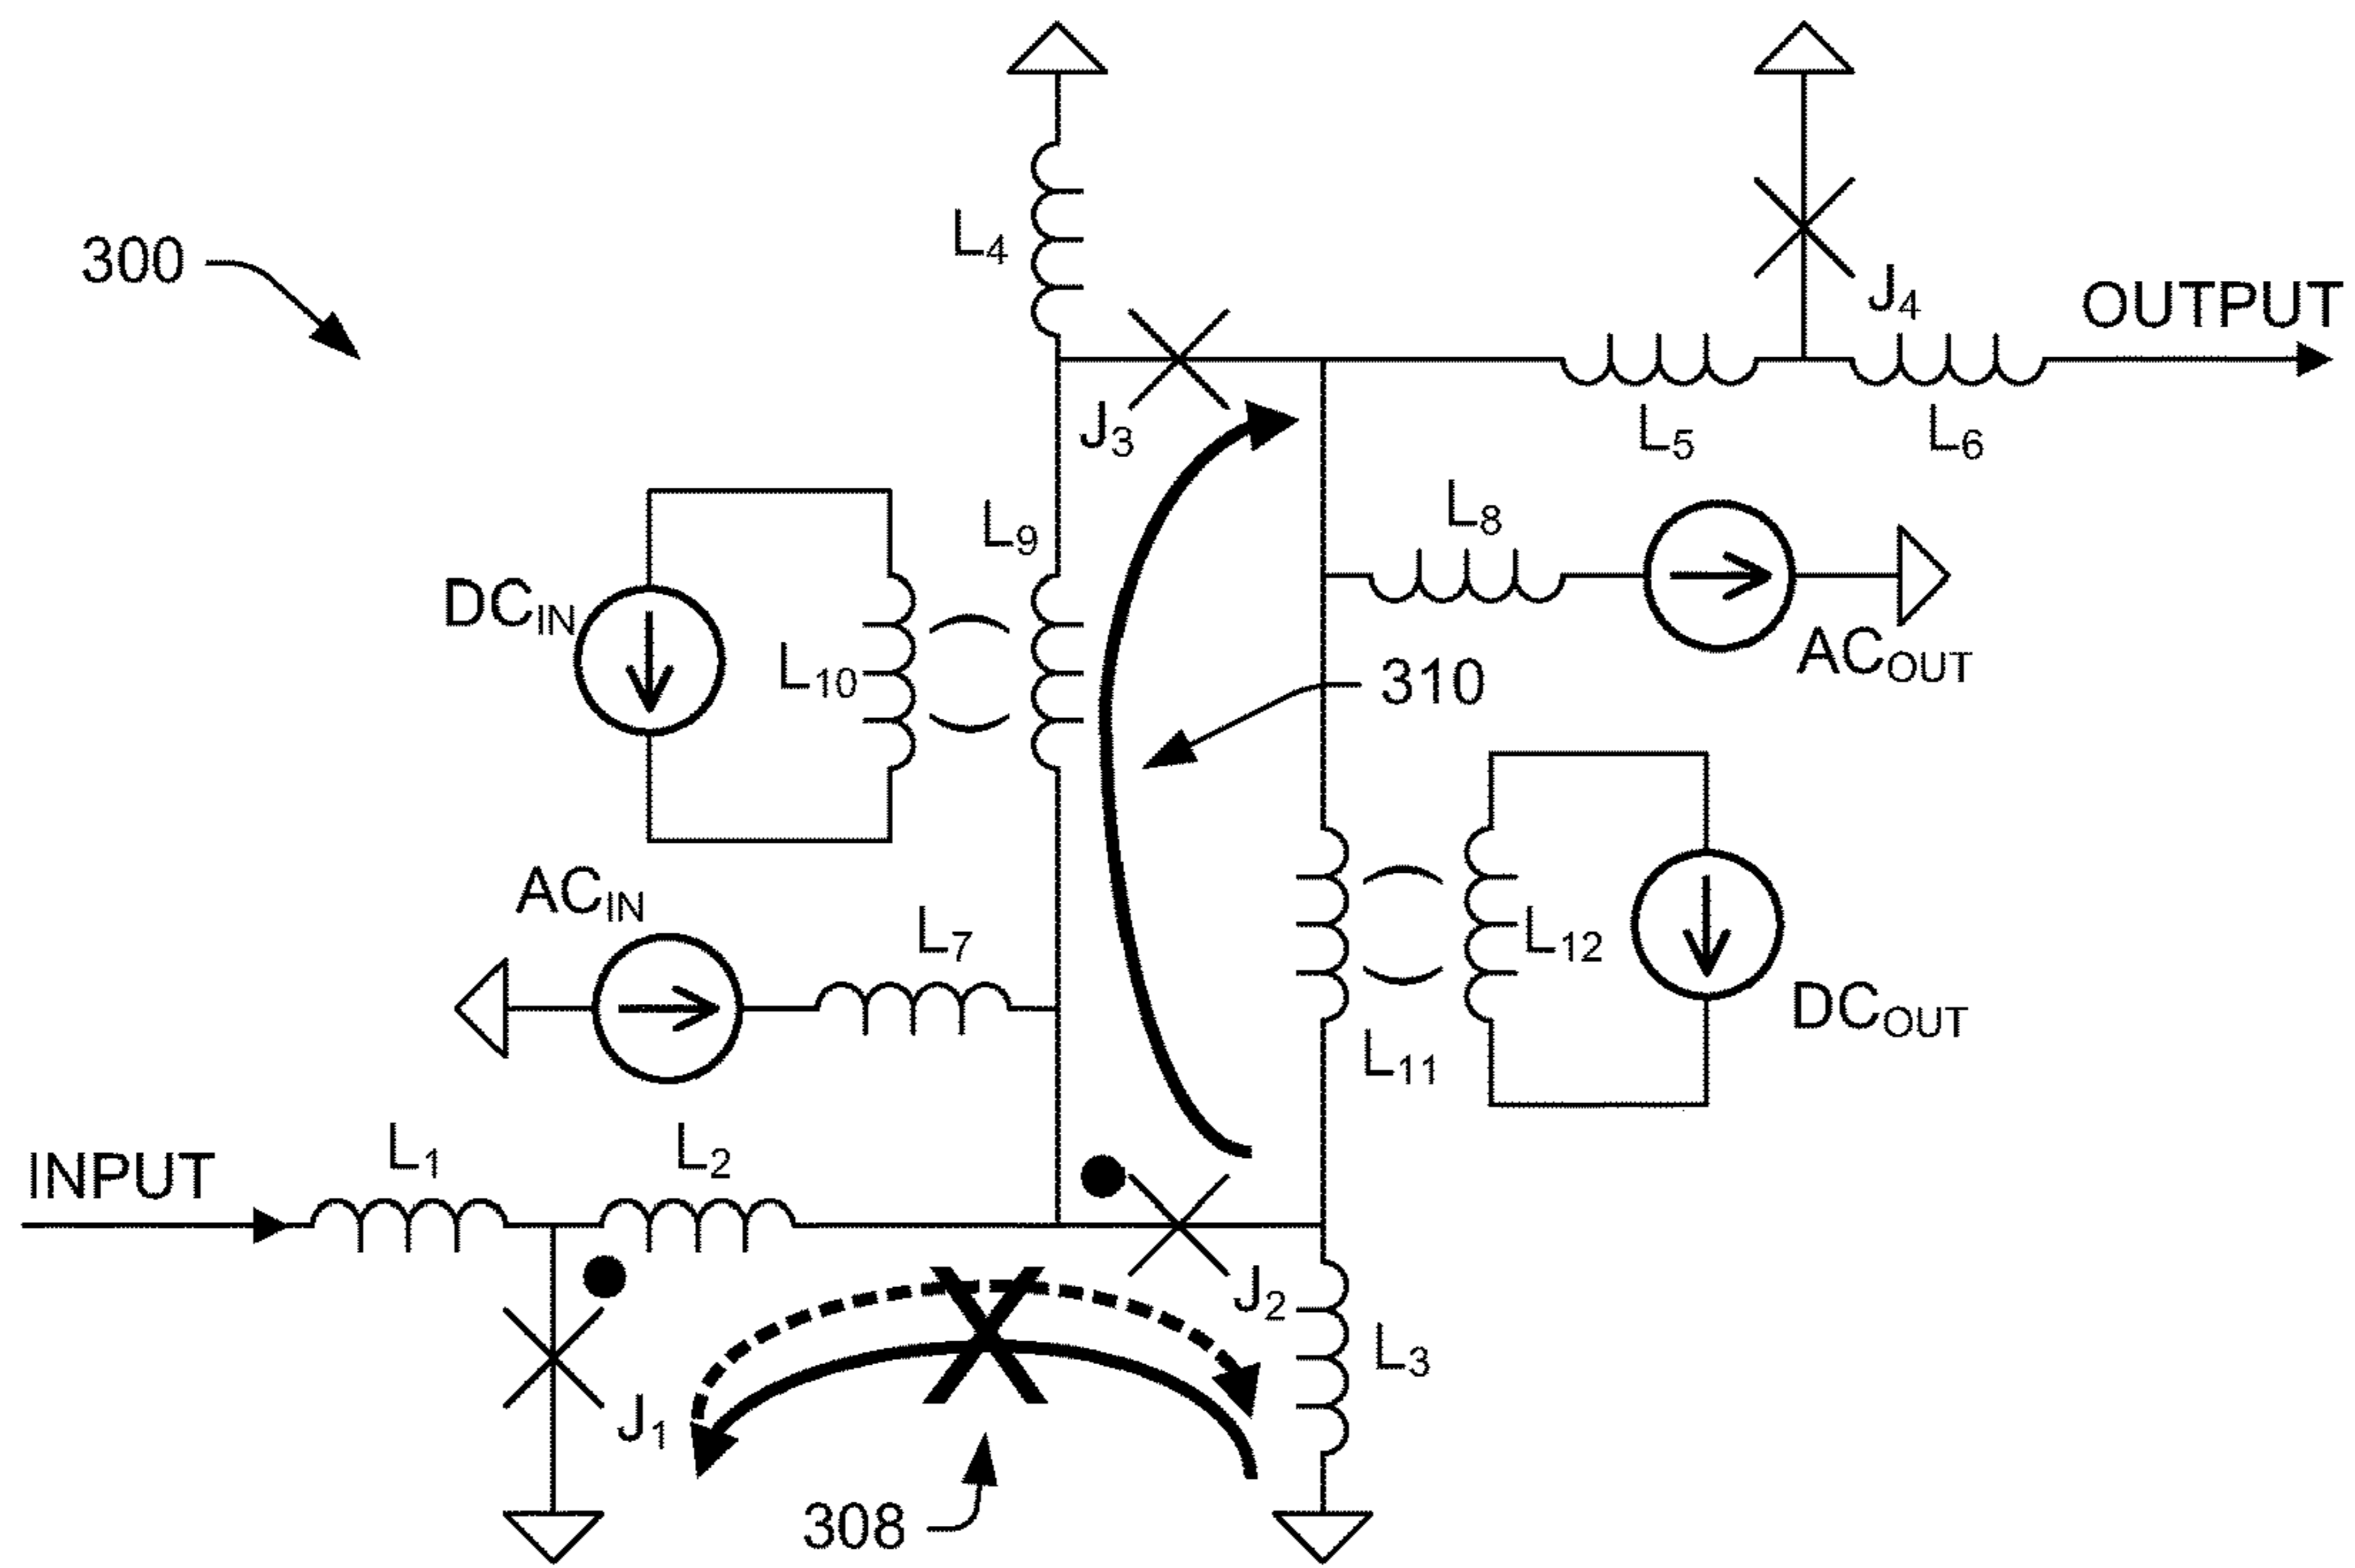 300
L4
J3
J4
OUTPUT
L5
L6
L9
L8
DCIN
L10
ACOUT
310
ACIN
L7
L12
DCOUT
L11
INPUT
L1
L2
J2
L3
J1
308
X